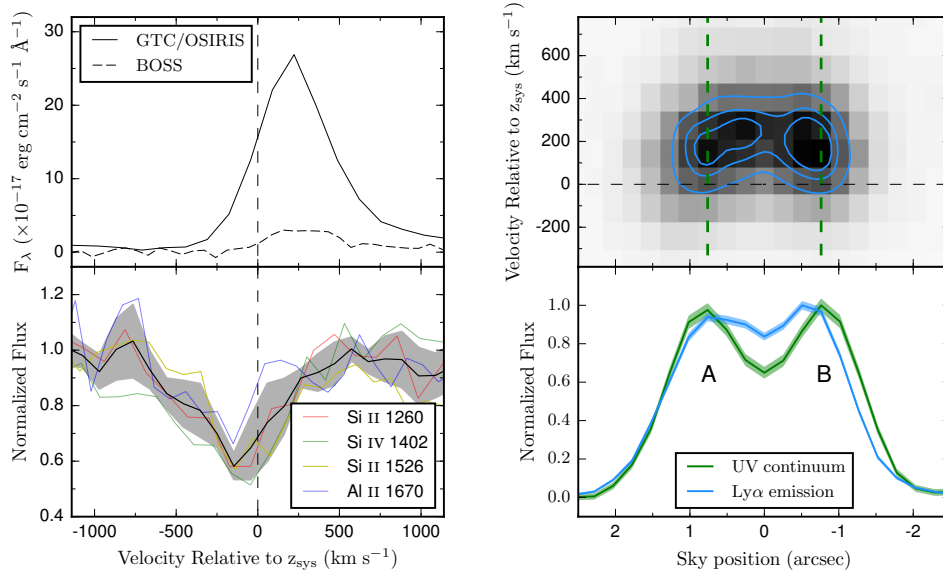 GTC/OSIRIS
BOSS
F_λ (×10⁻¹⁷ erg cm⁻² s⁻¹ Å⁻¹)
30
20
10
0
Normalized Flux
1.2
1.0
0.8
0.6
0.4
Si II 1260
Si IV 1402
Si II 1526
Al II 1670
-1000
-500
0
500
1000
Velocity Relative to z_sys (km s⁻¹)
Velocity Relative to z_sys (km s⁻¹)
600
400
200
0
-200
Normalized Flux
1.0
0.8
0.6
0.4
0.2
0.0
A
B
UV continuum
Lyα emission
2
1
0
-1
-2
Sky position (arcsec)